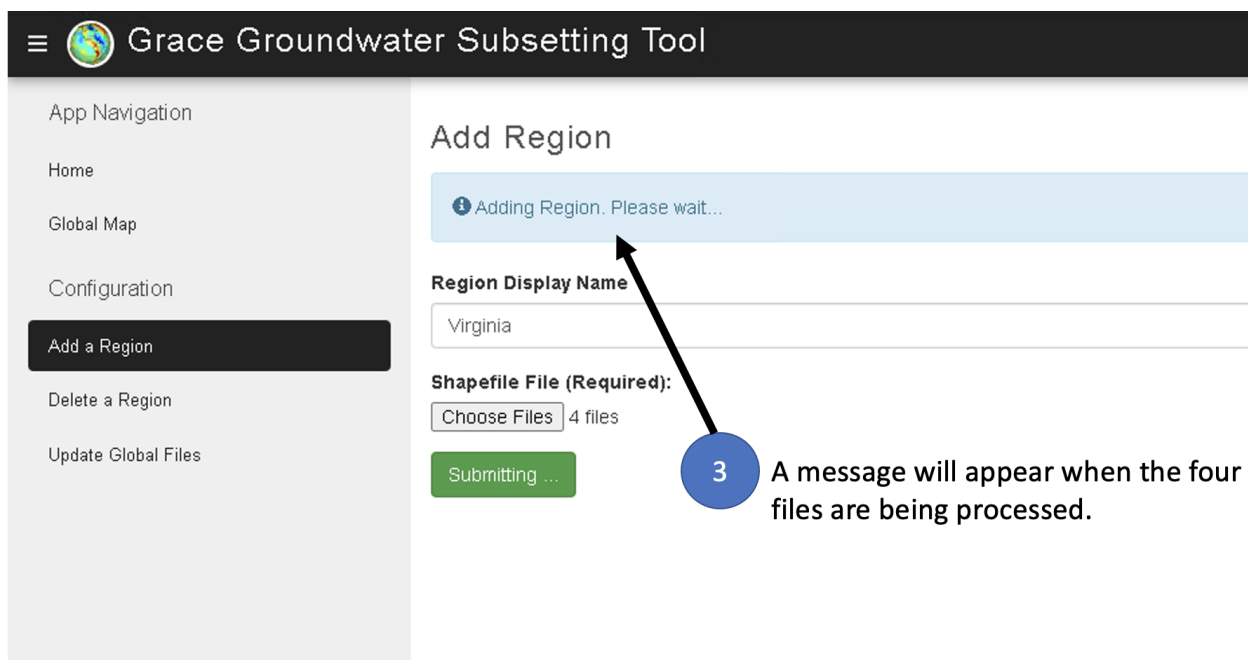 Grace Groundwater Subsetting Tool
App Navigation
Home
Global Map
Configuration
Add a Region
Delete a Region
Update Global Files
Add Region
Adding Region. Please wait...
Region Display Name
Virginia
Shapefile File (Required):
Choose Files 4 files
Submitting ...
3
A message will appear when the four
files are being processed.